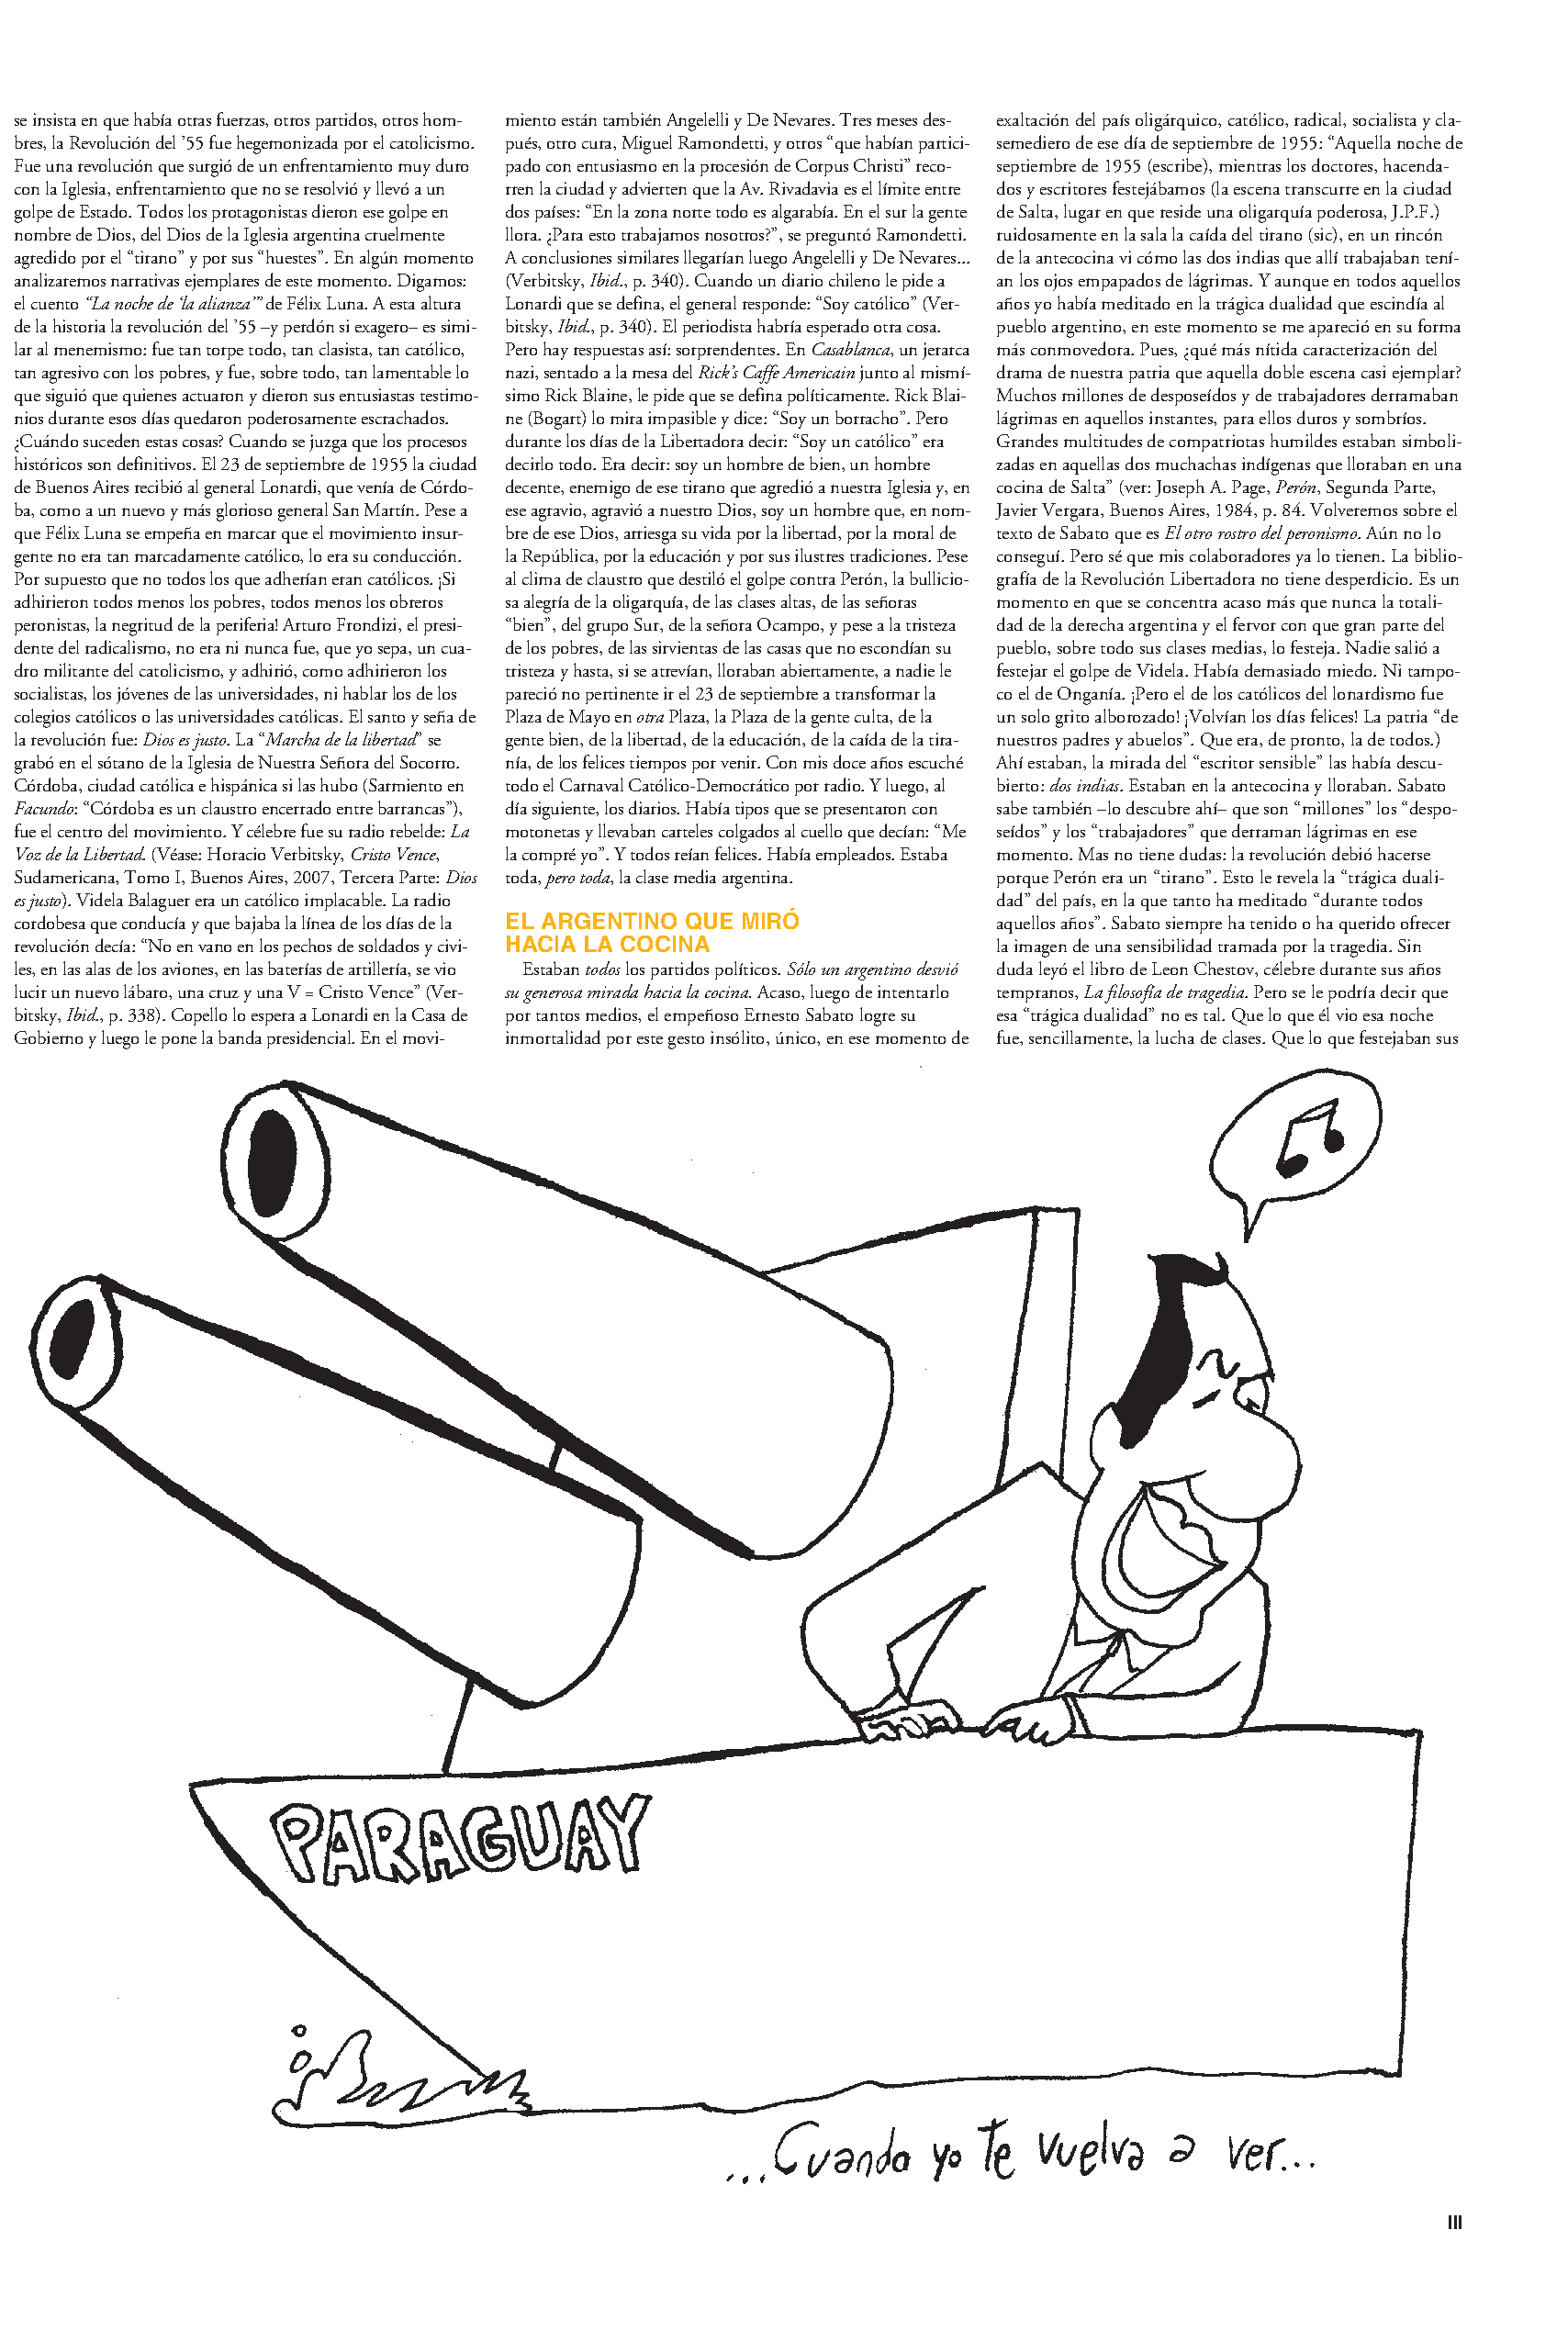 se insista en que había otras fuerzas, otros partidos, otros hom-
bres, la Revolución del ’55 fue hegemonizada por el catolicismo.
Fue una revolución que surgió de un enfrentamiento muy duro
con la Iglesia, enfrentamiento que no se resolvió y llevó a un
golpe de Estado. Todos los protagonistas dieron ese golpe en
nombre de Dios, del Dios de la Iglesia argentina cruelmente
agredido por el “tirano” y por sus “huestes”. En algún momento
analizaremos narrativas ejemplares de este momento. Digamos:
el cuento “La noche de ‘la alianza’” de Félix Luna. A esta altura
de la historia la revolución del ’55 –y perdón si exagero– es simi-
lar al menemismo: fue tan torpe todo, tan clasista, tan católico,
tan agresivo con los pobres, y fue, sobre todo, tan lamentable lo
que siguió que quienes actuaron y dieron sus entusiastas testimo-
nios durante esos días quedaron poderosamente escrachados.
¿Cuándo suceden estas cosas? Cuando se juzga que los procesos
históricos son definitivos. El 23 de septiembre de 1955 la ciudad
de Buenos Aires recibió al general Lonardi, que venía de Córdo-
ba, como a un nuevo y más glorioso general San Martín. Pese a
que Félix Luna se empeña en marcar que el movimiento insur-
gente no era tan marcadamente católico, lo era su conducción.
Por supuesto que no todos los que adherían eran católicos. ¡Si
adhirieron todos menos los pobres, todos menos los obreros
peronistas, la negritud de la periferia! Arturo Frondizi, el presi-
dente del radicalismo, no era ni nunca fue, que yo sepa, un cua-
dro militante del catolicismo, y adhirió, como adhirieron los
socialistas, los jóvenes de las universidades, ni hablar los de los
colegios católicos o las universidades católicas. El santo y seña de
la revolución fue: Dios es justo. La “Marcha de la libertad” se
grabó en el sótano de la Iglesia de Nuestra Señora del Socorro.
Córdoba, ciudad católica e hispánica si las hubo (Sarmiento en
Facundo: “Córdoba es un claustro encerrado entre barrancas”),
fue el centro del movimiento. Y célebre fue su radio rebelde: La
Voz de la Libertad. (Véase: Horacio Verbitsky, Cristo Vence,
Sudamericana, Tomo I, Buenos Aires, 2007, Tercera Parte: Dios
es justo). Videla Balaguer era un católico implacable. La radio
cordobesa que conducía y que bajaba la línea de los días de la
revolución decía: “No en vano en los pechos de soldados y civi-
les, en las alas de los aviones, en las baterías de artillería, se vio
lucir un nuevo lábaro, una cruz y una V = Cristo Vence” (Ver-
bitsky, Ibid., p. 338). Copello lo espera a Lonardi en la Casa de
Gobierno y luego le pone la banda presidencial. En el movi-
miento están también Angelelli y De Nevares. Tres meses des-
pués, otro cura, Miguel Ramondetti, y otros “que habían partici-
pado con entusiasmo en la procesión de Corpus Christi” reco-
rren la ciudad y advierten que la Av. Rivadavia es el límite entre
dos países: “En la zona norte todo es algarabía. En el sur la gente
llora. ¿Para esto trabajamos nosotros?”, se preguntó Ramondetti.
A conclusiones similares llegarían luego Angelelli y De Nevares...
(Verbitsky, Ibid., p. 340). Cuando un diario chileno le pide a
Lonardi que se defina, el general responde: “Soy católico” (Ver-
bitsky, Ibid., p. 340). El periodista habría esperado otra cosa.
Pero hay respuestas así: sorprendentes. En Casablanca, un jerarca
nazi, sentado a la mesa del Rick’s Caffe Americain junto al mismí-
simo Rick Blaine, le pide que se defina políticamente. Rick Blai-
ne (Bogart) lo mira impasible y dice: “Soy un borracho”. Pero
durante los días de la Libertadora decir: “Soy un católico” era
decirlo todo. Era decir: soy un hombre de bien, un hombre
decente, enemigo de ese tirano que agredió a nuestra Iglesia y, en
ese agravio, agravió a nuestro Dios, soy un hombre que, en nom-
bre de ese Dios, arriesga su vida por la libertad, por la moral de
la República, por la educación y por sus ilustres tradiciones. Pese
al clima de claustro que destiló el golpe contra Perón, la bullicio-
sa alegría de la oligarquía, de las clases altas, de las señoras
“bien”, del grupo Sur, de la señora Ocampo, y pese a la tristeza
de los pobres, de las sirvientas de las casas que no escondían su
tristeza y hasta, si se atrevían, lloraban abiertamente, a nadie le
pareció no pertinente ir el 23 de septiembre a transformar la
Plaza de Mayo en otra Plaza, la Plaza de la gente culta, de la
gente bien, de la libertad, de la educación, de la caída de la tira-
nía, de los felices tiempos por venir. Con mis doce años escuché
todo el Carnaval Católico-Democrático por radio. Y luego, al
día siguiente, los diarios. Había tipos que se presentaron con
motonetas y llevaban carteles colgados al cuello que decían: “Me
la compré yo”. Y todos reían felices. Había empleados. Estaba
toda, pero toda, la clase media argentina.
EL ARGENTINO QUE MIRÓ
HACIA LA COCINA
Estaban todos los partidos políticos. Sólo un argentino desvió
su generosa mirada hacia la cocina. Acaso, luego de intentarlo
por tantos medios, el empeñoso Ernesto Sabato logre su
inmortalidad por este gesto insólito, único, en ese momento de
exaltación del país oligárquico, católico, radical, socialista y cla-
semediero de ese día de septiembre de 1955: “Aquella noche de
septiembre de 1955 (escribe), mientras los doctores, hacenda-
dos y escritores festejábamos (la escena transcurre en la ciudad
de Salta, lugar en que reside una oligarquía poderosa, J.P.F.)
ruidosamente en la sala la caída del tirano (sic), en un rincón
de la antecocina vi cómo las dos indias que allí trabajaban tení-
an los ojos empapados de lágrimas. Y aunque en todos aquellos
años yo había meditado en la trágica dualidad que escindía al
pueblo argentino, en este momento se me apareció en su forma
más conmovedora. Pues, ¿qué más nítida caracterización del
drama de nuestra patria que aquella doble escena casi ejemplar?
Muchos millones de desposeídos y de trabajadores derramaban
lágrimas en aquellos instantes, para ellos duros y sombríos.
Grandes multitudes de compatriotas humildes estaban simboli-
zadas en aquellas dos muchachas indígenas que lloraban en una
cocina de Salta” (ver: Joseph A. Page, Perón, Segunda Parte,
Javier Vergara, Buenos Aires, 1984, p. 84. Volveremos sobre el
texto de Sabato que es El otro rostro del peronismo. Aún no lo
conseguí. Pero sé que mis colaboradores ya lo tienen. La biblio-
grafía de la Revolución Libertadora no tiene desperdicio. Es un
momento en que se concentra acaso más que nunca la totali-
dad de la derecha argentina y el fervor con que gran parte del
pueblo, sobre todo sus clases medias, lo festeja. Nadie salió a
festejar el golpe de Videla. Había demasiado miedo. Ni tampo-
co el de Onganía. ¡Pero el de los católicos del lonardismo fue
un solo grito alborozado! ¡Volvían los días felices! La patria “de
nuestros padres y abuelos”. Que era, de pronto, la de todos.)
Ahí estaban, la mirada del “escritor sensible” las había descu-
bierto: dos indias. Estaban en la antecocina y lloraban. Sabato
sabe también –lo descubre ahí– que son “millones” los “despo-
seídos” y los “trabajadores” que derraman lágrimas en ese
momento. Mas no tiene dudas: la revolución debió hacerse
porque Perón era un “tirano”. Esto le revela la “trágica duali-
dad” del país, en la que tanto ha meditado “durante todos
aquellos años”. Sabato siempre ha tenido o ha querido ofrecer
la imagen de una sensibilidad tramada por la tragedia. Sin
duda leyó el libro de Leon Chestov, célebre durante sus años
tempranos, La filosofía de tragedia. Pero se le podría decir que
esa “trágica dualidad” no es tal. Que lo que él vio esa noche
fue, sencillamente, la lucha de clases. Que lo que festejaban sus
PARAGUAY
...Cuando yo te vuelva a ver...
III